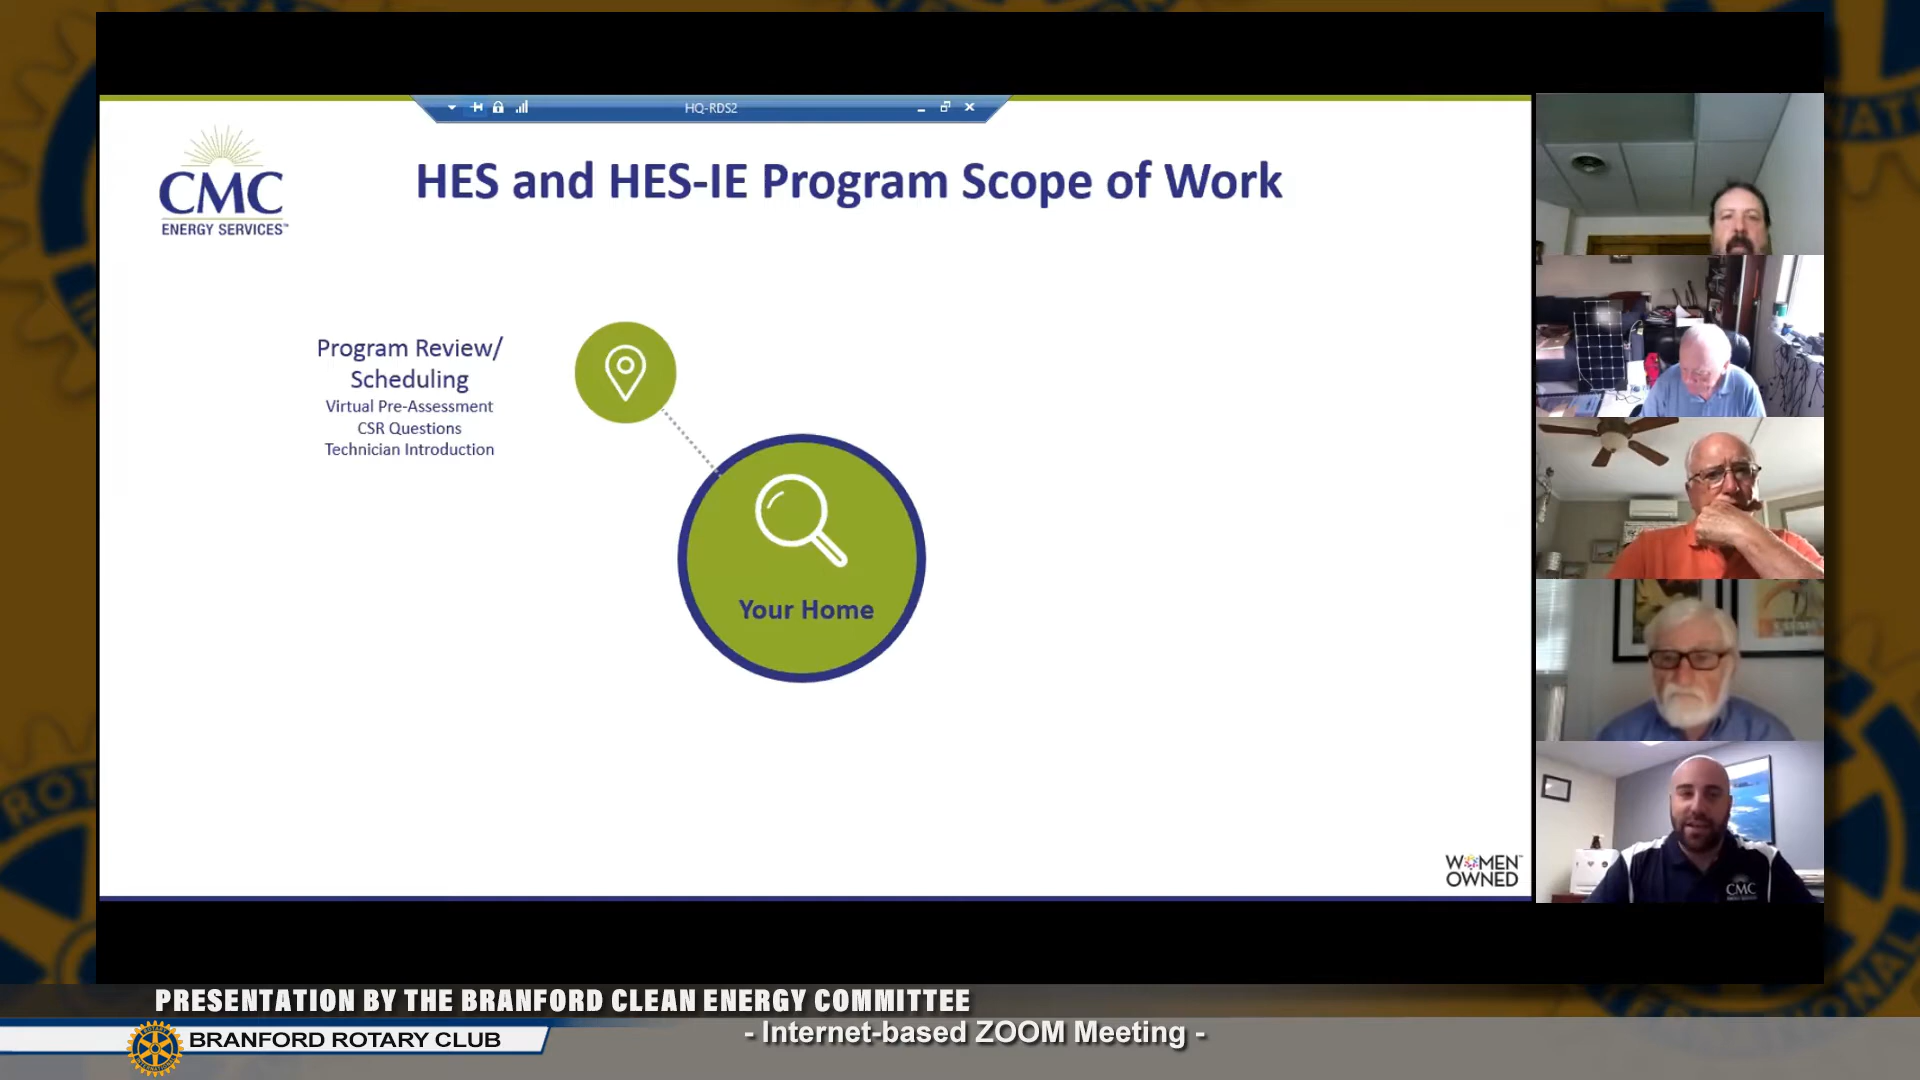 HQ-RDS2
CMC
ENERGY SERVICES™
HES and HES-IE Program Scope of Work
Program Review/
Scheduling
Virtual Pre-Assessment
CSR Questions
Technician Introduction
Your Home
WOMEN™
OWNED
CMC
PRESENTATION BY THE BRANFORD CLEAN ENERGY COMMITTEE
- Internet-based ZOOM Meeting -
BRANFORD ROTARY CLUB